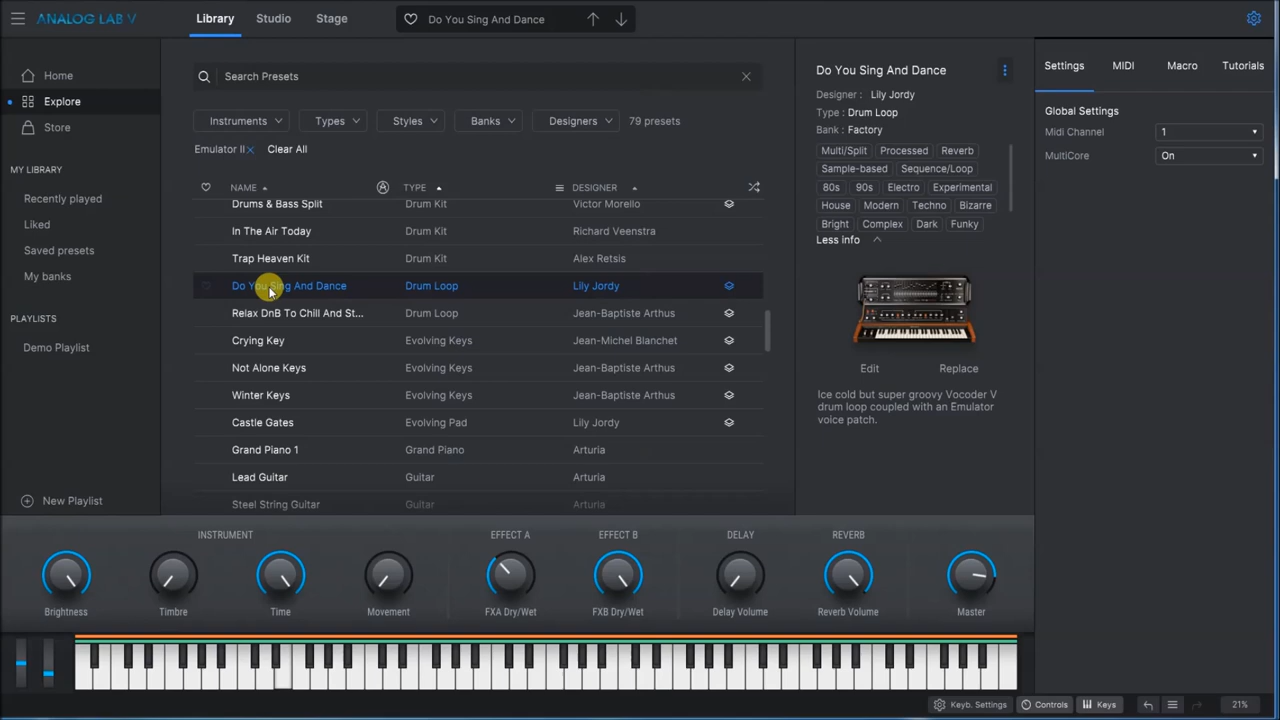 ANALOG LAB V
Library Studio Stage
Do You Sing And Dance
Home
Explore
Store
MY LIBRARY
Recently played
Liked
Saved presets
My banks
PLAYLISTS
Demo Playlist
New Playlist
Search Presets
Instruments Types Styles Banks Designers 79 presets
Emulator II Clear All
NAME TYPE DESIGNER
Drums & Bass Split Drum Kit Victor Morello
In The Air Today Drum Kit Richard Veenstra
Trap Heaven Kit Drum Kit Alex Retsis
Do You Sing And Dance Drum Loop Lily Jordy
Relax DnB To Chill And St... Drum Loop Jean-Baptiste Arthus
Crying Key Evolving Keys Jean-Michel Blanchet
Not Alone Keys Evolving Keys Jean-Baptiste Arthus
Winter Keys Evolving Keys Jean-Baptiste Arthus
Castle Gates Evolving Pad Lily Jordy
Grand Piano 1 Grand Piano Arturia
Lead Guitar Guitar Arturia
Steel String Guitar Guitar Arturia
Do You Sing And Dance
Designer : Lily Jordy
Type : Drum Loop
Bank : Factory
Multi/Split Processed Reverb
Sample-based Sequence/Loop
80s 90s Electro Experimental
House Modern Techno Bizarre
Bright Complex Dark Funky
Less info
Edit Replace
Ice cold but super groovy Vocoder V
drum loop coupled with an Emulator
voice patch.
Settings MIDI Macro Tutorials
Global Settings
Midi Channel 1
MultiCore On
INSTRUMENT EFFECT A EFFECT B DELAY REVERB
Brightness Timbre Time Movement FXA Dry/Wet FXB Dry/Wet Delay Volume Reverb Volume Master
Keyb. Settings Controls Keys 21%